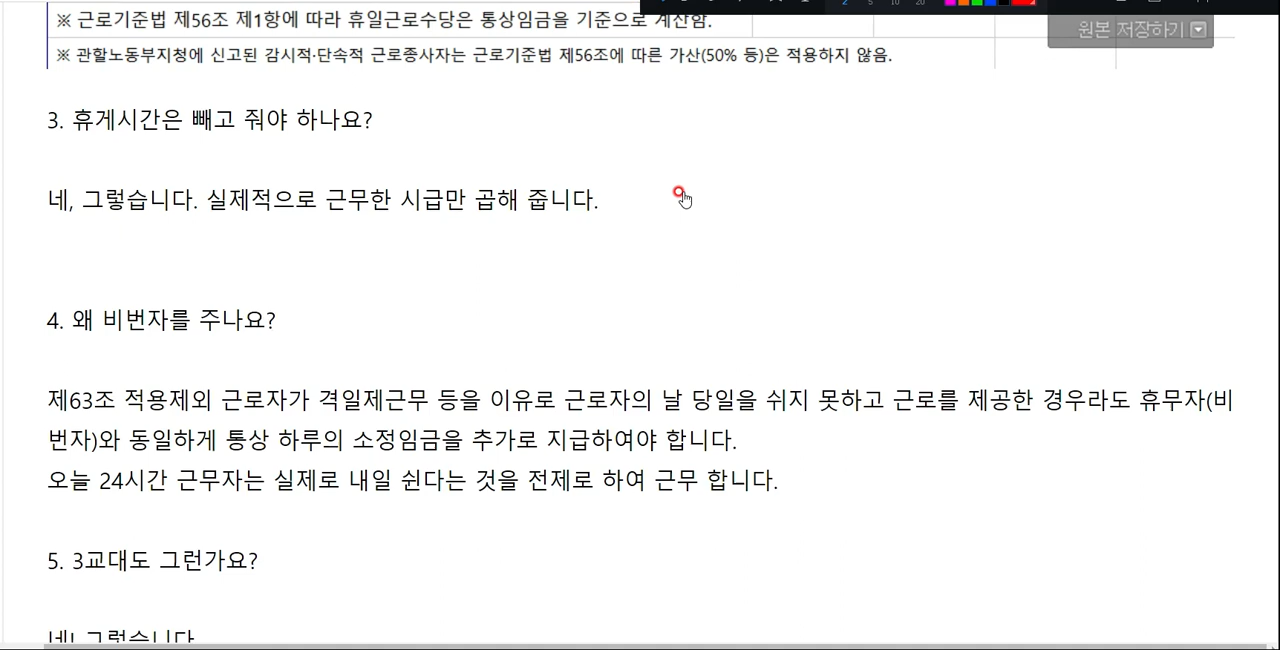 ※ 근로기준법 제56조 제1항에 따라 휴일근로수당은 통상임금을 기준으로 계산함.
원본 저장하기
※ 관할노동부지청에 신고된 감시적·단속적 근로종사자는 근로기준법 제56조에 따른 가산(50% 등)은 적용하지 않음.
3. 휴게시간은 빼고 줘야 하나요?
네, 그렇습니다. 실제적으로 근무한 시급만 곱해 줍니다.
4. 왜 비번자를 주나요?
제63조 적용제외 근로자가 격일제근무 등을 이유로 근로자의 날 당일을 쉬지 못하고 근로를 제공한 경우라도 휴무자(비
번자)와 동일하게 통상 하루의 소정임금을 추가로 지급하여야 합니다.
오늘 24시간 근무자는 실제로 내일 쉰다는 것을 전제로 하여 근무 합니다.
5. 3교대도 그런가요?
네! 그렇습니다